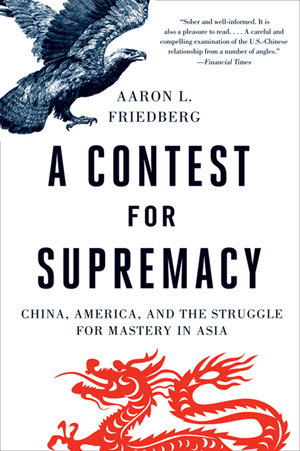 "Sober and well-informed. It is
also a pleasure to read. . . . A careful and
compelling examination of the U.S.-Chinese
relationship from a number of angles."
—Financial Times
AARON L.
FRIEDBERG
A CONTEST
FOR
SUPREMACY
CHINA, AMERICA, AND THE STRUGGLE
FOR MASTERY IN ASIA